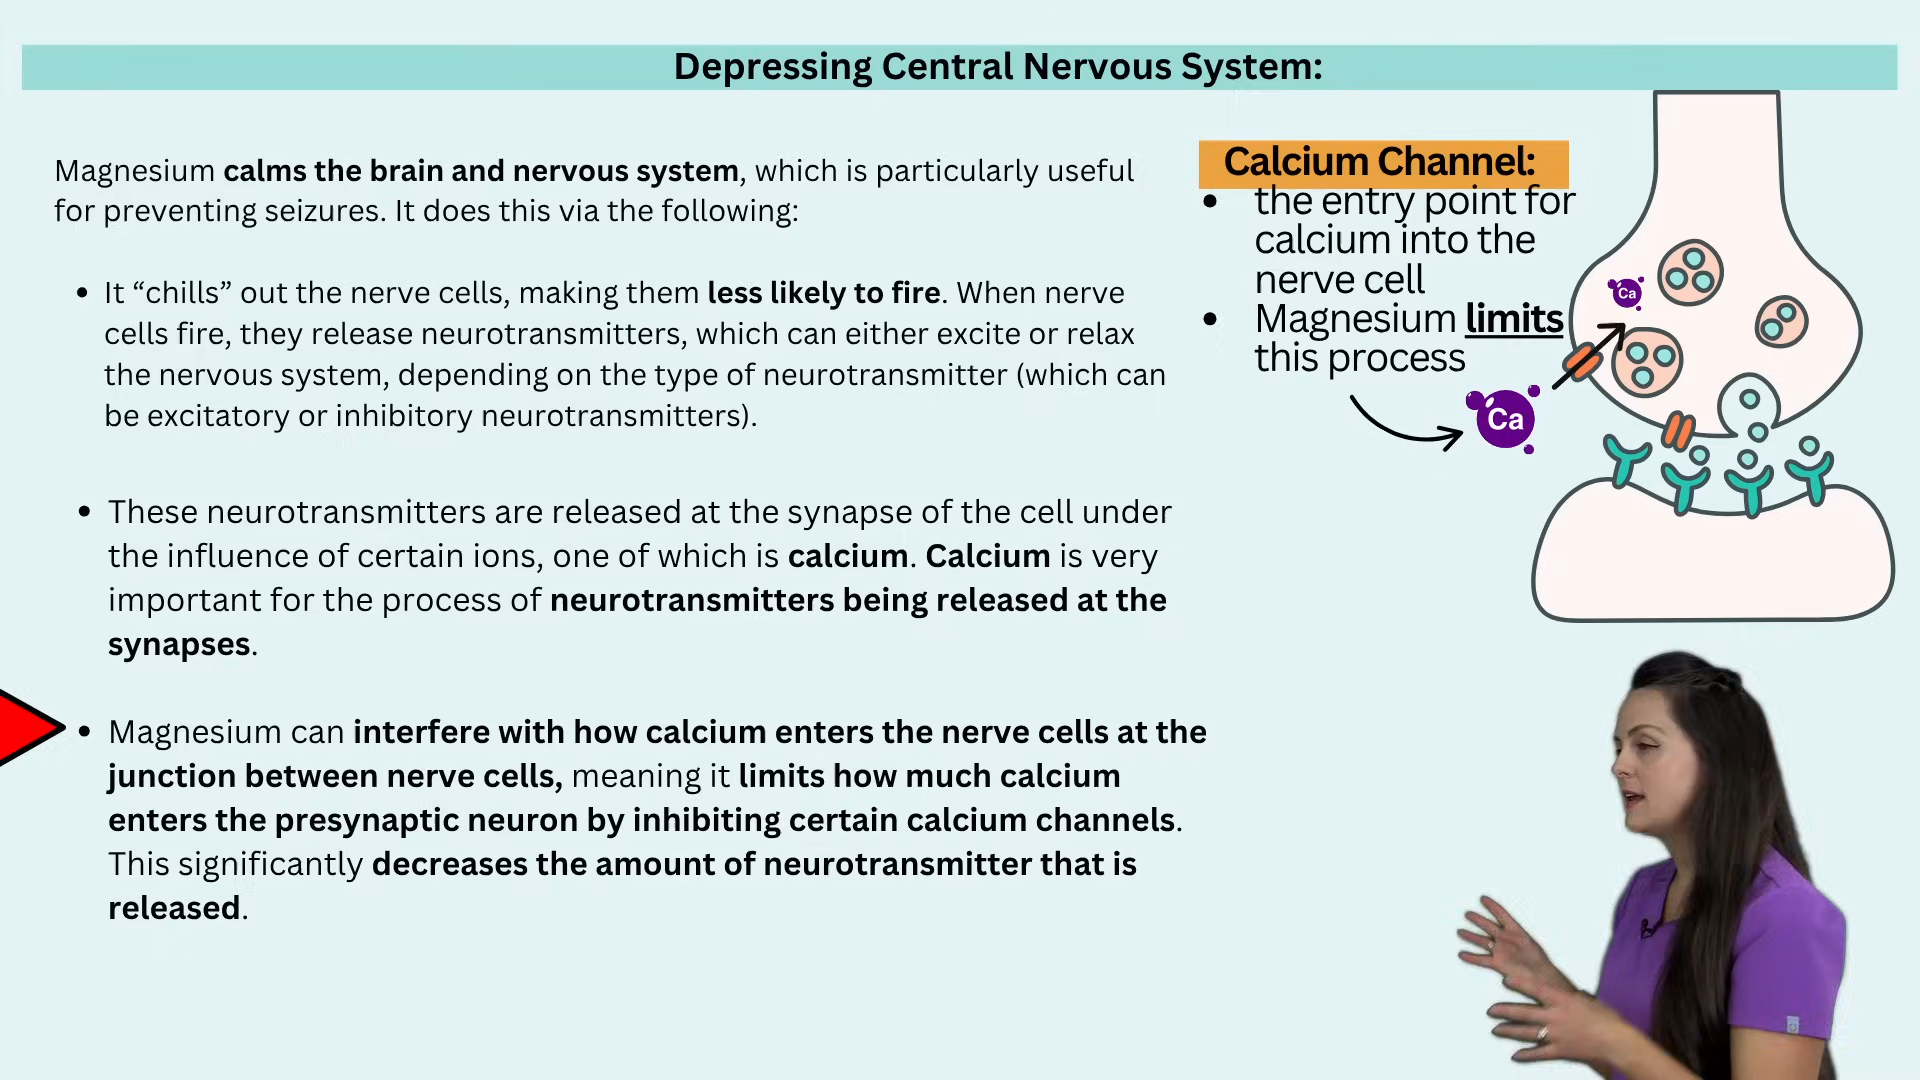 Depressing Central Nervous System:
Magnesium calms the brain and nervous system, which is particularly useful
for preventing seizures. It does this via the following:
• It “chills” out the nerve cells, making them less likely to fire. When nerve
cells fire, they release neurotransmitters, which can either excite or relax
the nervous system, depending on the type of neurotransmitter (which can
be excitatory or inhibitory neurotransmitters).
• These neurotransmitters are released at the synapse of the cell under
the influence of certain ions, one of which is calcium. Calcium is very
important for the process of neurotransmitters being released at the
synapses.
• Magnesium can interfere with how calcium enters the nerve cells at the
junction between nerve cells, meaning it limits how much calcium
enters the presynaptic neuron by inhibiting certain calcium channels.
This significantly decreases the amount of neurotransmitter that is
released.
Calcium Channel:
• the entry point for
calcium into the
nerve cell
• Magnesium limits
this process
Ca
Ca